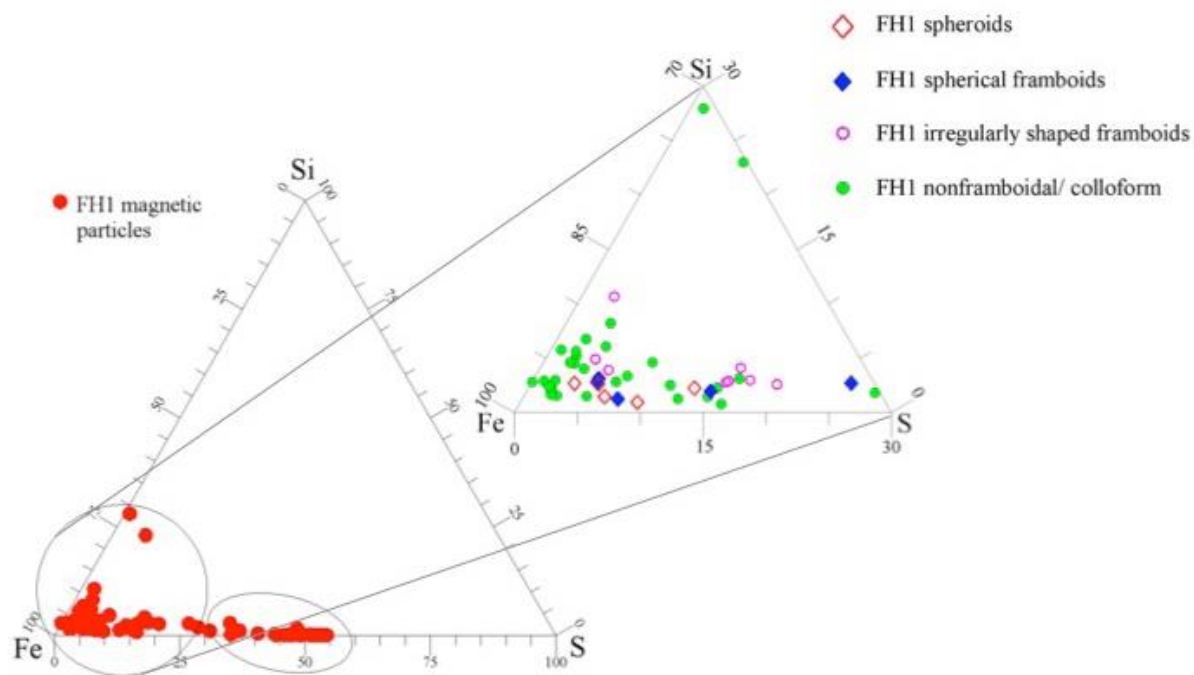 FH1 spheroids
FH1 spherical framboids
FH1 irregularly shaped framboids
FH1 nonframboidal/ colloform
70 Si 30
85
15
100
Fe
0
15
30
S
0
FH1 magnetic
particles
Si
0 100
25
75
50
50
75
25
100
Fe
0
25
50
75
100
S
0